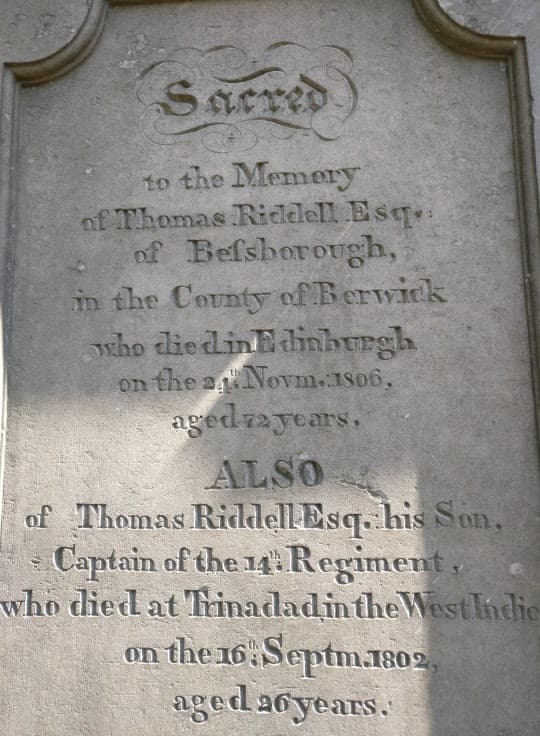 Sacred
to the Memory
of Thomas Riddell Esq.
of Beſsborough,
in the County of Berwick
who died in Edinburgh
on the 24th. Novm. 1806,
aged 72 years.
ALSO
of Thomas Riddell Esq. his Son,
Captain of the 14th. Regiment,
who died at Trinadad in the West Indie
on the 16th. Septm. 1802,
aged 26 years.